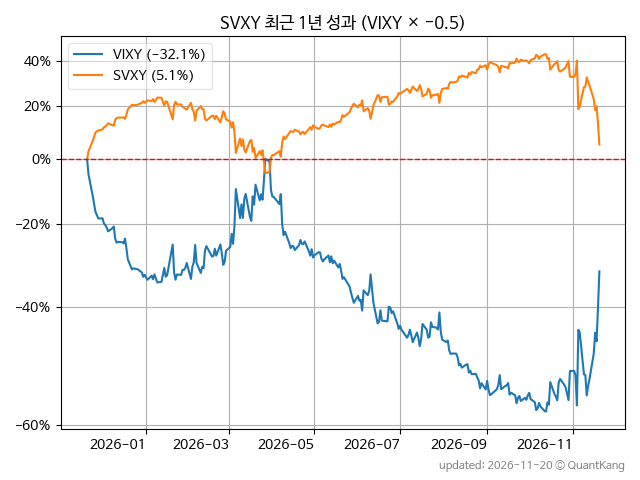 SVXY 최근 1년 성과 (VIXY × −0.5)
VIXY (−32.1%)
SVXY (5.1%)
40%
20%
0%
−20%
−40%
−60%
2026-01 2026-03 2026-05 2026-07 2026-09 2026-11
updated: 2026-11-20 © QuantKang